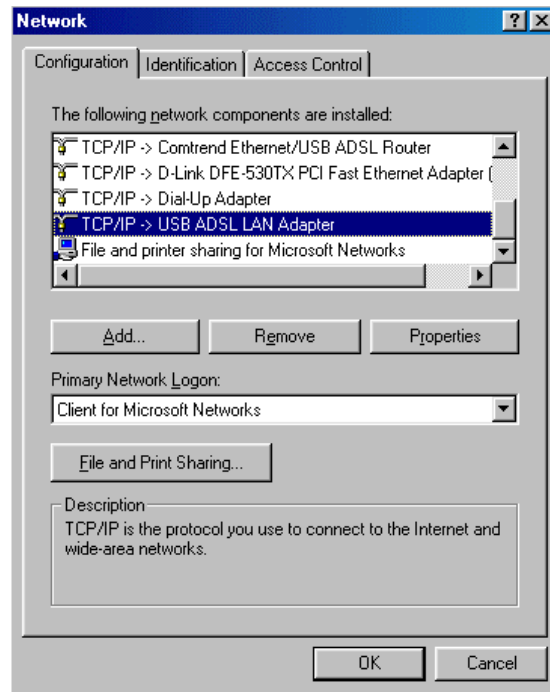 Network
Configuration Identification Access Control
The following network components are installed:
TCP/IP -> Comtrend Ethernet/USB ADSL Router
TCP/IP -> D-Link DFE-530TX PCI Fast Ethernet Adapter (
TCP/IP -> Dial-Up Adapter
TCP/IP -> USB ADSL LAN Adapter
File and printer sharing for Microsoft Networks
Add... Remove Properties
Primary Network Logon:
Client for Microsoft Networks
File and Print Sharing...
Description
TCP/IP is the protocol you use to connect to the Internet and
wide-area networks.
OK Cancel